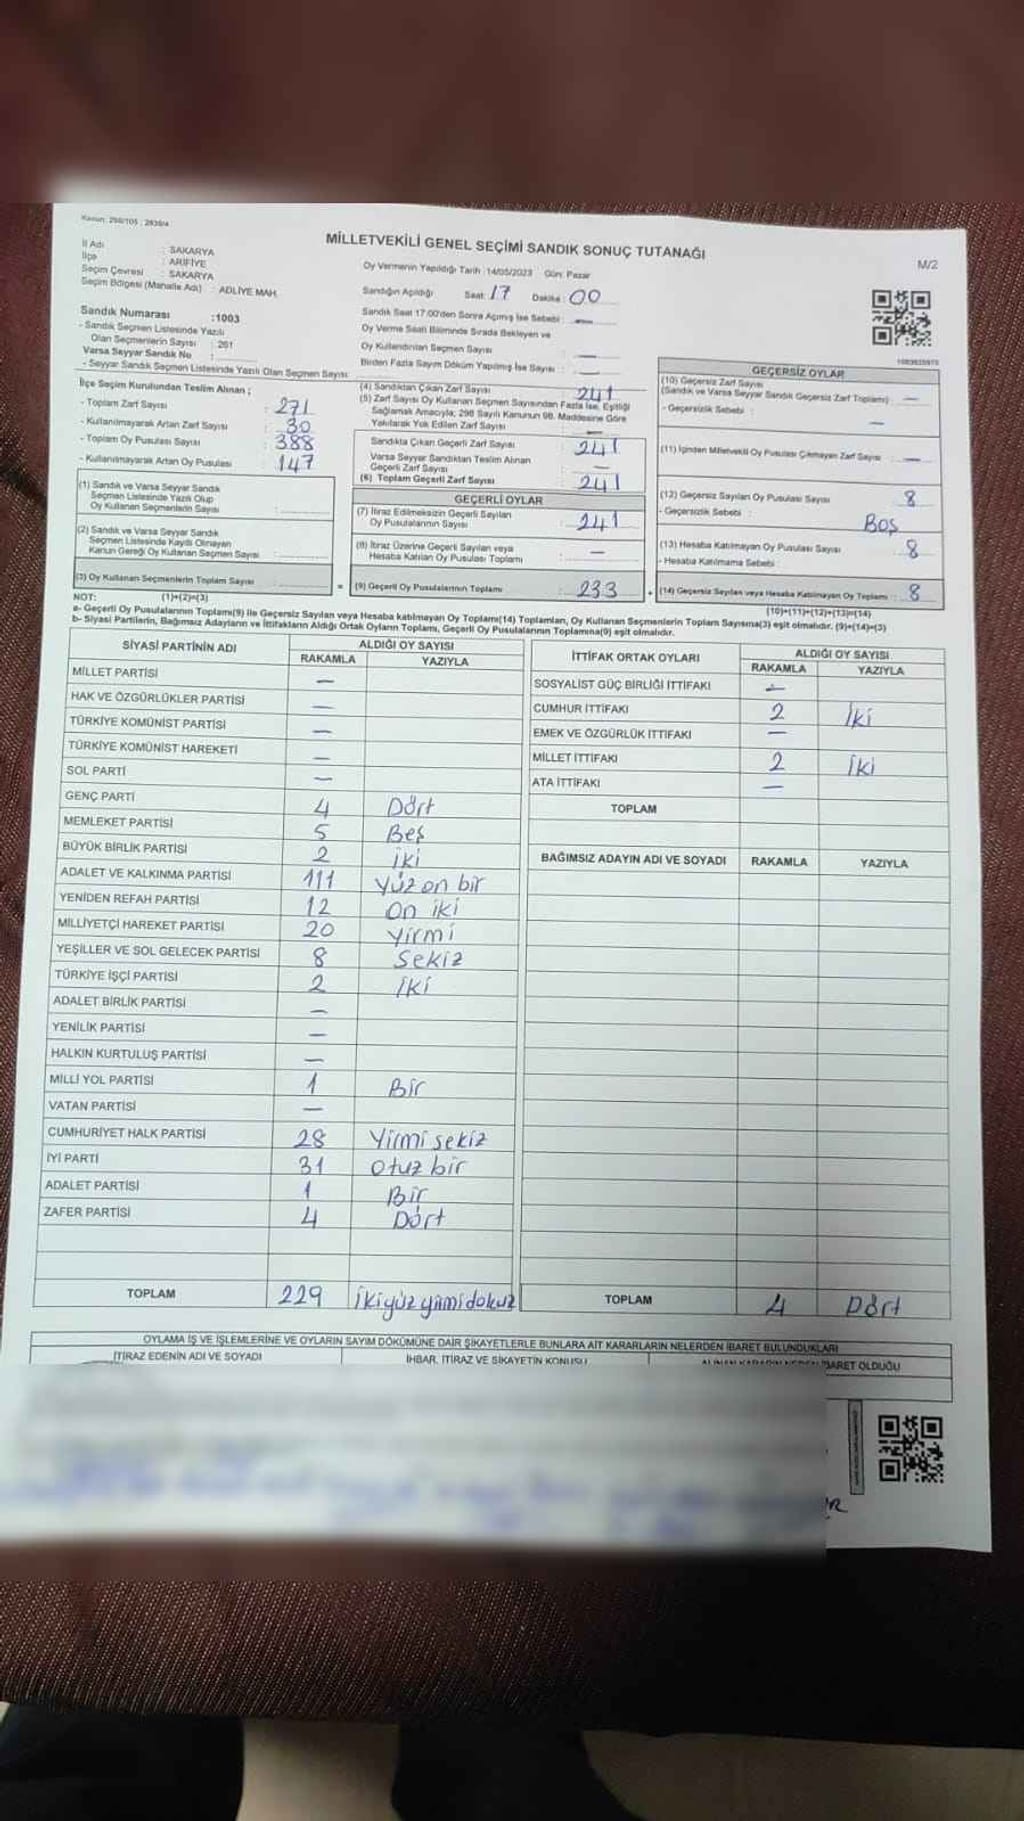 Kanun: 298/105 ; 2839/4
MİLLETVEKİLİ GENEL SEÇİMİ SANDIK SONUÇ TUTANAĞI
M/2
İl Adı : SAKARYA
İlçe : ARİFİYE
Seçim Çevresi : SAKARYA
Seçim Bölgesi (Mahalle Adı) : ADLİYE MAH.
Oy Vermenin Yapıldığı Tarih :14/05/2023 Gün: Pazar
Sandığın Açıldığı Saat: 17 Dakika: 00
Sandık Saat 17:00'den Sonra Açımış İse Sebebi : —
Oy Verme Saati Bitiminde Sırada Bekleyen ve
Oy Kullandırılan Seçmen Sayısı : —
Birden Fazla Sayım Döküm Yapılmış İse Sayısı : —
Sandık Numarası :1003
- Sandık Seçmen Listesinde Yazılı
Olan Seçmenlerin Sayısı : 261
Varsa Seyyar Sandık No :
- Seyyar Sandık Seçmen Listesinde Yazılı Olan Seçmen Sayısı:
İlçe Seçim Kurulundan Teslim Alınan ;
- Toplam Zarf Sayısı : 271
- Kullanılmayarak Artan Zarf Sayısı : 30
- Toplam Oy Pusulası Sayısı : 388
- Kullanılmayarak Artan Oy Pusulası : 147
(1) Sandık ve Varsa Seyyar Sandık
Seçmen Listesinde Yazılı Olup
Oy Kullanan Seçmenlerin Sayısı :
(2) Sandık ve Varsa Seyyar Sandık
Seçmen Listesinde Kaydı Olmayan
Kanun Gereği Oy Kullanan Seçmen Sayısı :
(3) Oy Kullanan Seçmenlerin Toplam Sayısı :
(4) Sandıktan Çıkan Zarf Sayısı : 241
(5) Zarf Sayısı Oy Kullanan Seçmen Sayısından Fazla İse, Eşitliği
Sağlamak Amacıyla; 298 Sayılı Kanunun 98. Maddesine Göre
Yakılarak Yok Edilen Zarf Sayısı : —
Sandıkta Çıkan Geçerli Zarf Sayısı : 241
Varsa Seyyar Sandıktan Teslim Alınan
Geçerli Zarf Sayısı : —
(6) Toplam Geçerli Zarf Sayısı : 241
GEÇERLİ OYLAR
(7) İtiraz Edilmeksizin Geçerli Sayılan
Oy Pusulalarının Sayısı : 241
(8) İtiraz Üzerine Geçerli Sayılan veya
Hesaba Katılan Oy Pusulası Toplamı : —
= (9) Geçerli Oy Pusulalarının Toplamı : 233
GEÇERSİZ OYLAR
(10) Geçersiz Zarf Sayısı
(Sandık ve Varsa Seyyar Sandık Geçersiz Zarf Toplamı) : —
- Geçersizlik Sebebi : —
(11) İçinden Milletvekili Oy Pusulası Çıkmayan Zarf Sayısı : —
(12) Geçersiz Sayılan Oy Pusulası Sayısı : 8
- Geçersizlik Sebebi : Boş
(13) Hesaba Katılmayan Oy Pusulası Sayısı : 8
- Hesaba Katılmama Sebebi :
+ (14) Geçersiz Sayılan veya Hesaba Katılmayan Oy Toplamı : 8
NOT: (1)+(2)=(3)
(10)+(11)+(12)+(13)=(14)
a- Geçerli Oy Pusulalarının Toplamı(9) ile Geçersiz Sayılan veya Hesaba katılmayan Oy Toplamı(14) Toplamları, Oy Kullanan Seçmenlerin Toplam Sayısına(3) eşit olmalıdır. (9)+(14)=(3)
b- Siyasi Partilerin, Bağımsız Adayların ve İttifakların Aldığı Ortak Oyların Toplamı, Geçerli Oy Pusulalarının Toplamına(9) eşit olmalıdır.
SİYASİ PARTİNİN ADI ALDIĞI OY SAYISI
RAKAMLA YAZIYLA
MİLLET PARTİSİ —
HAK VE ÖZGÜRLÜKLER PARTİSİ —
TÜRKİYE KOMÜNİST PARTİSİ —
TÜRKİYE KOMÜNİST HAREKETİ —
SOL PARTİ —
GENÇ PARTİ 4 Dört
MEMLEKET PARTİSİ 5 Beş
BÜYÜK BİRLİK PARTİSİ 2 iki
ADALET VE KALKINMA PARTİSİ 111 Yüz on bir
YENİDEN REFAH PARTİSİ 12 On iki
MİLLİYETÇİ HAREKET PARTİSİ 20 Yirmi
YEŞİLLER VE SOL GELECEK PARTİSİ 8 Sekiz
TÜRKİYE İŞÇİ PARTİSİ 2 iki
ADALET BİRLİK PARTİSİ —
YENİLİK PARTİSİ —
HALKIN KURTULUŞ PARTİSİ —
MİLLİ YOL PARTİSİ 1 Bir
VATAN PARTİSİ —
CUMHURİYET HALK PARTİSİ 28 Yirmi sekiz
İYİ PARTİ 31 Otuz bir
ADALET PARTİSİ 1 Bir
ZAFER PARTİSİ 4 Dört
TOPLAM 229 ikiyüz yirmi dokuz
İTTİFAK ORTAK OYLARI ALDIĞI OY SAYISI
RAKAMLA YAZIYLA
SOSYALİST GÜÇ BİRLİĞİ İTTİFAKI —
CUMHUR İTTİFAKI 2 iki
EMEK VE ÖZGÜRLÜK İTTİFAKI —
MİLLET İTTİFAKI 2 iki
ATA İTTİFAKI —
TOPLAM
BAĞIMSIZ ADAYIN ADI VE SOYADI RAKAMLA YAZIYLA
TOPLAM 4 Dört
OYLAMA İŞ VE İŞLEMLERİNE VE OYLARIN SAYIM DÖKÜMÜNE DAİR ŞİKAYETLERLE BUNLARA AİT KARARLARIN NELERDEN İBARET BULUNDUKLARI
İTİRAZ EDENİN ADI VE SOYADI İHBAR, İTİRAZ VE ŞİKAYETİN KONUSU ALINAN KARARIN NEDEN İBARET OLDUĞU